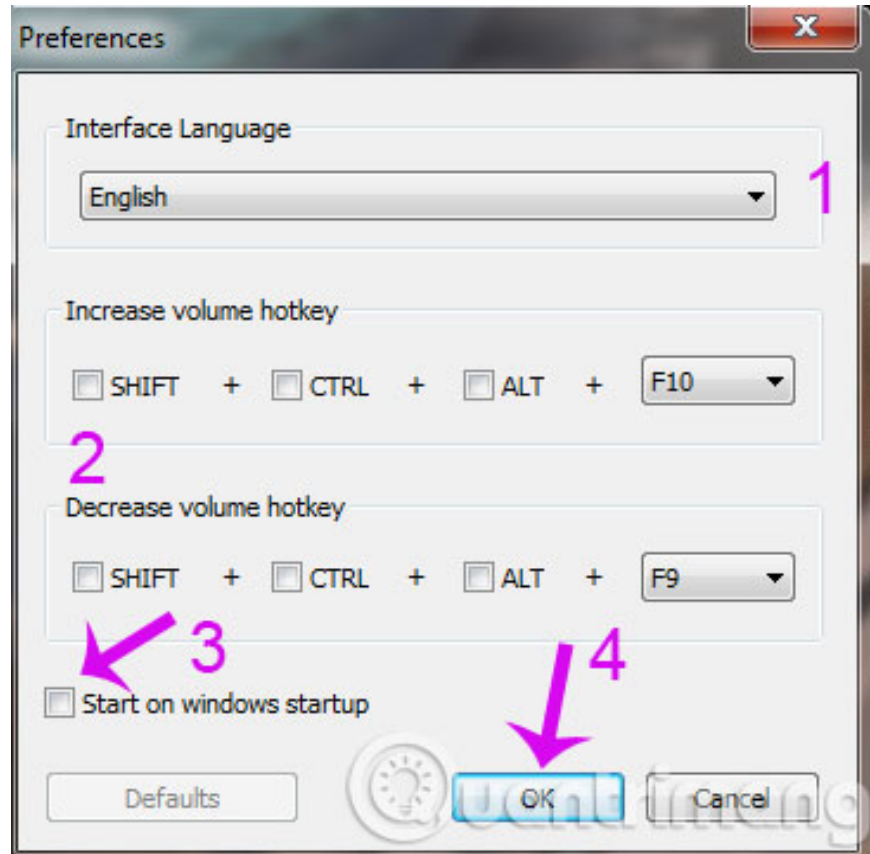 Preferences
Interface Language
English
1
Increase volume hotkey
SHIFT + CTRL + ALT + F10
2
Decrease volume hotkey
SHIFT + CTRL + ALT + F9
3
4
Start on windows startup
Defaults OK Cancel
Quantrimang